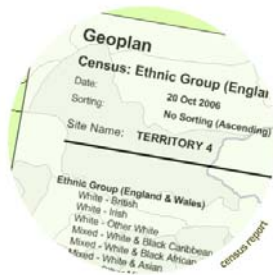 Geoplan
Census: Ethnic Group (Englan
Date: 20 Oct 2006
Sorting: No Sorting (Ascending)
Site Name: TERRITORY 4
Ethnic Group (England & Wales)
White - British
White - Irish
White - Other White
Mixed - White & Black Caribbean
Mixed - White & Black African
Mixed - White & Asian
census report